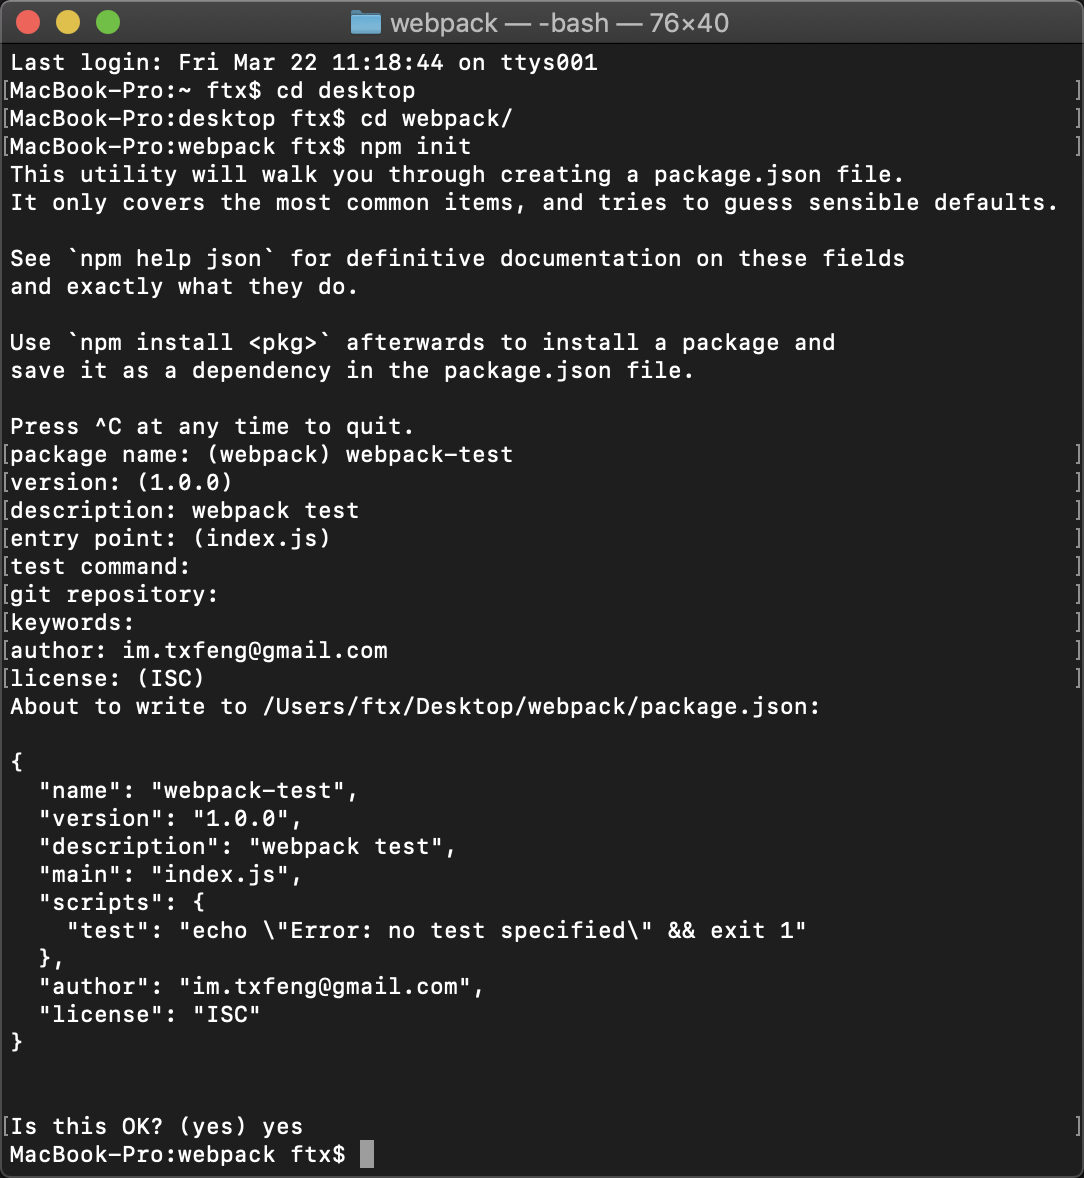 webpack — -bash — 76×40
Last login: Fri Mar 22 11:18:44 on ttys001
[MacBook-Pro:~ ftx$ cd desktop ]
[MacBook-Pro:desktop ftx$ cd webpack/ ]
[MacBook-Pro:webpack ftx$ npm init ]
This utility will walk you through creating a package.json file.
It only covers the most common items, and tries to guess sensible defaults.

See `npm help json` for definitive documentation on these fields
and exactly what they do.

Use `npm install <pkg>` afterwards to install a package and
save it as a dependency in the package.json file.

Press ^C at any time to quit.
[package name: (webpack) webpack-test ]
[version: (1.0.0) ]
[description: webpack test ]
[entry point: (index.js) ]
[test command: ]
[git repository: ]
[keywords: ]
[author: im.txfeng@gmail.com ]
[license: (ISC) ]
About to write to /Users/ftx/Desktop/webpack/package.json:

{
  "name": "webpack-test",
  "version": "1.0.0",
  "description": "webpack test",
  "main": "index.js",
  "scripts": {
    "test": "echo \"Error: no test specified\" && exit 1"
  },
  "author": "im.txfeng@gmail.com",
  "license": "ISC"
}

[Is this OK? (yes) yes ]
MacBook-Pro:webpack ftx$